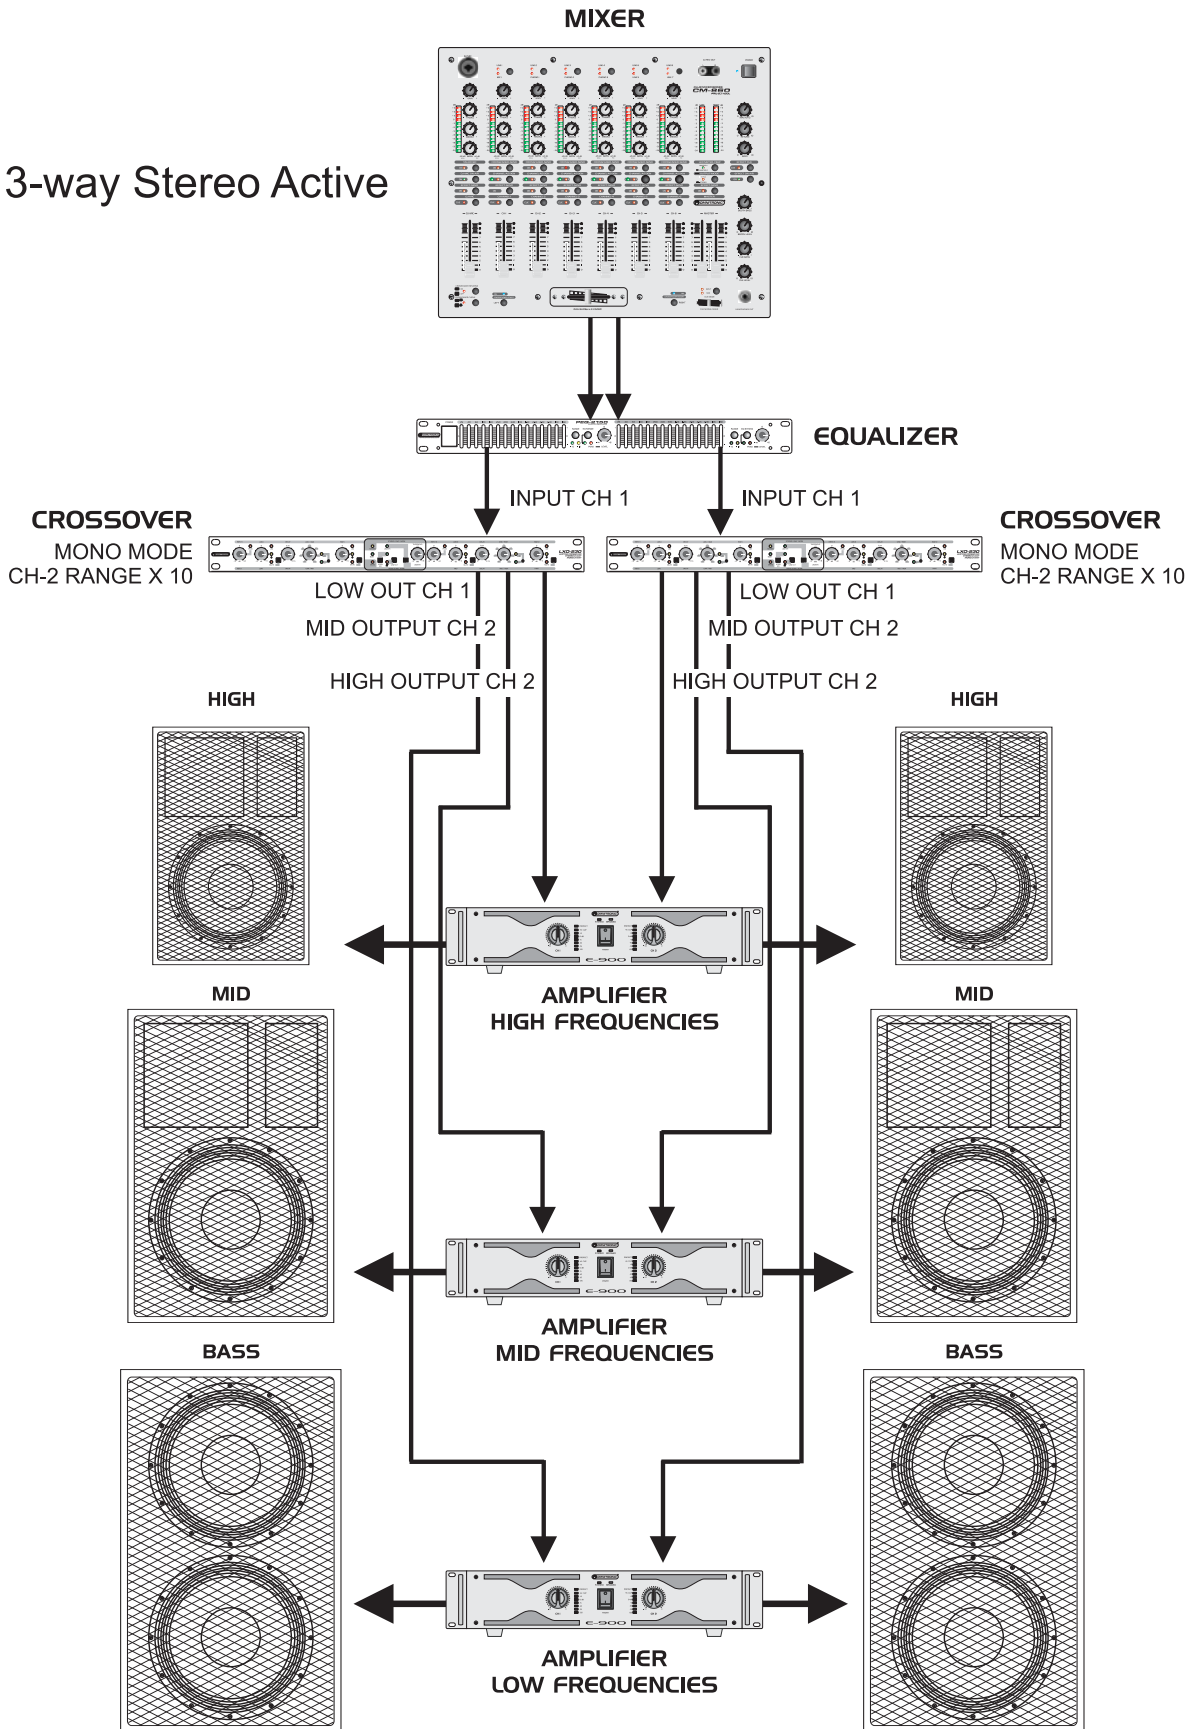 MIXER
3-way Stereo Active
EQUALIZER
INPUT CH 1
INPUT CH 1
CROSSOVER
MONO MODE
CH-2 RANGE X 10
CROSSOVER
MONO MODE
CH-2 RANGE X 10
LOW OUT CH 1
LOW OUT CH 1
MID OUTPUT CH 2
MID OUTPUT CH 2
HIGH OUTPUT CH 2
HIGH OUTPUT CH 2
HIGH
HIGH
E-900
AMPLIFIER
HIGH FREQUENCIES
MID
MID
E-900
AMPLIFIER
MID FREQUENCIES
BASS
BASS
E-900
AMPLIFIER
LOW FREQUENCIES